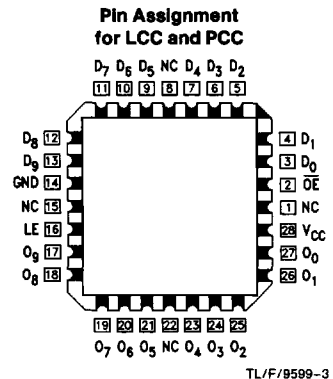 Pin Assignment
for LCC and PCC
D7 D6 D5 NC D4 D3 D2
11 10 9 8 7 6 5
D8 12
D9 13
GND 14
NC 15
LE 16
O9 17
O8 18
4 D1
3 D0
2 OE
1 NC
28 VCC
27 O0
26 O1
19 20 21 22 23 24 25
O7 O6 O5 NC O4 O3 O2
TL/F/9599-3